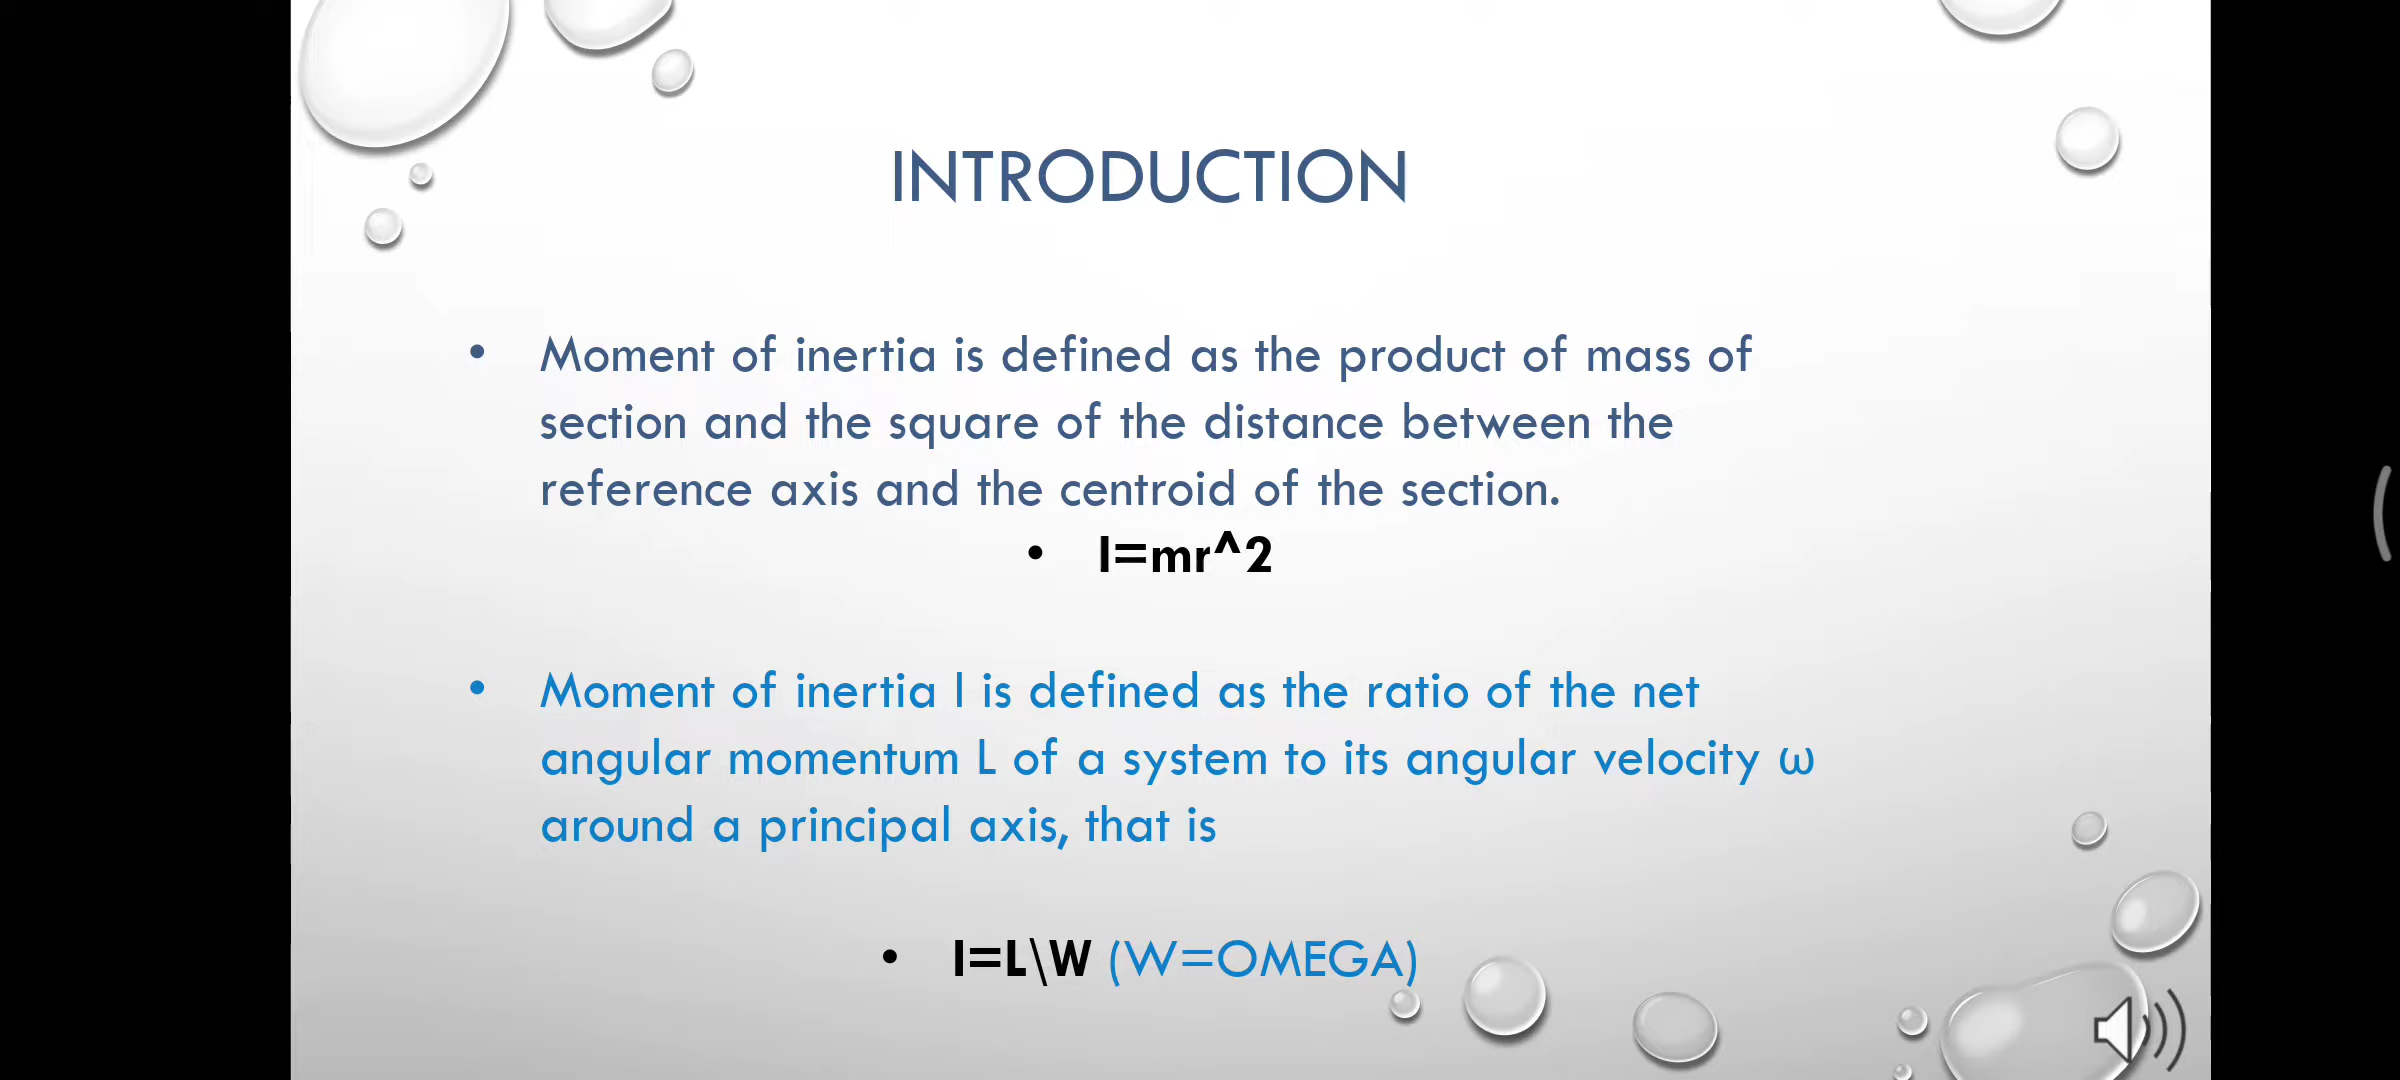 INTRODUCTION
• Moment of inertia is defined as the product of mass of
section and the square of the distance between the
reference axis and the centroid of the section.
• I=mr^2
• Moment of inertia I is defined as the ratio of the net
angular momentum L of a system to its angular velocity ω
around a principal axis, that is
• I=L\W (W=OMEGA)